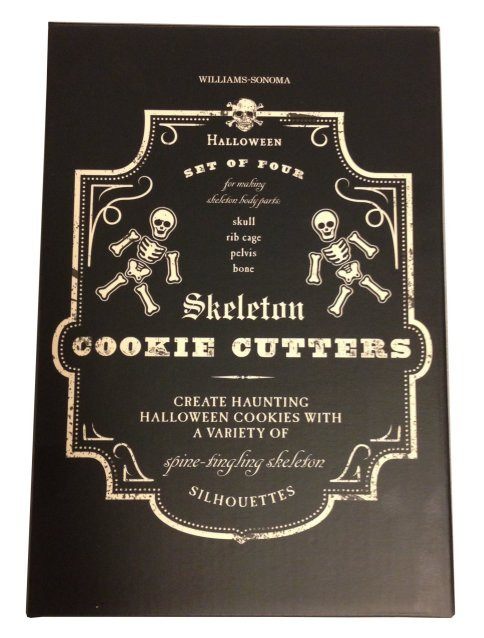 WILLIAMS-SONOMA
HALLOWEEN
SET OF FOUR
for making
skeleton body parts:
skull
rib cage
pelvis
bone
Skeleton
COOKIE CUTTERS
CREATE HAUNTING
HALLOWEEN COOKIES WITH
A VARIETY OF
spine-tingling skeleton
SILHOUETTES